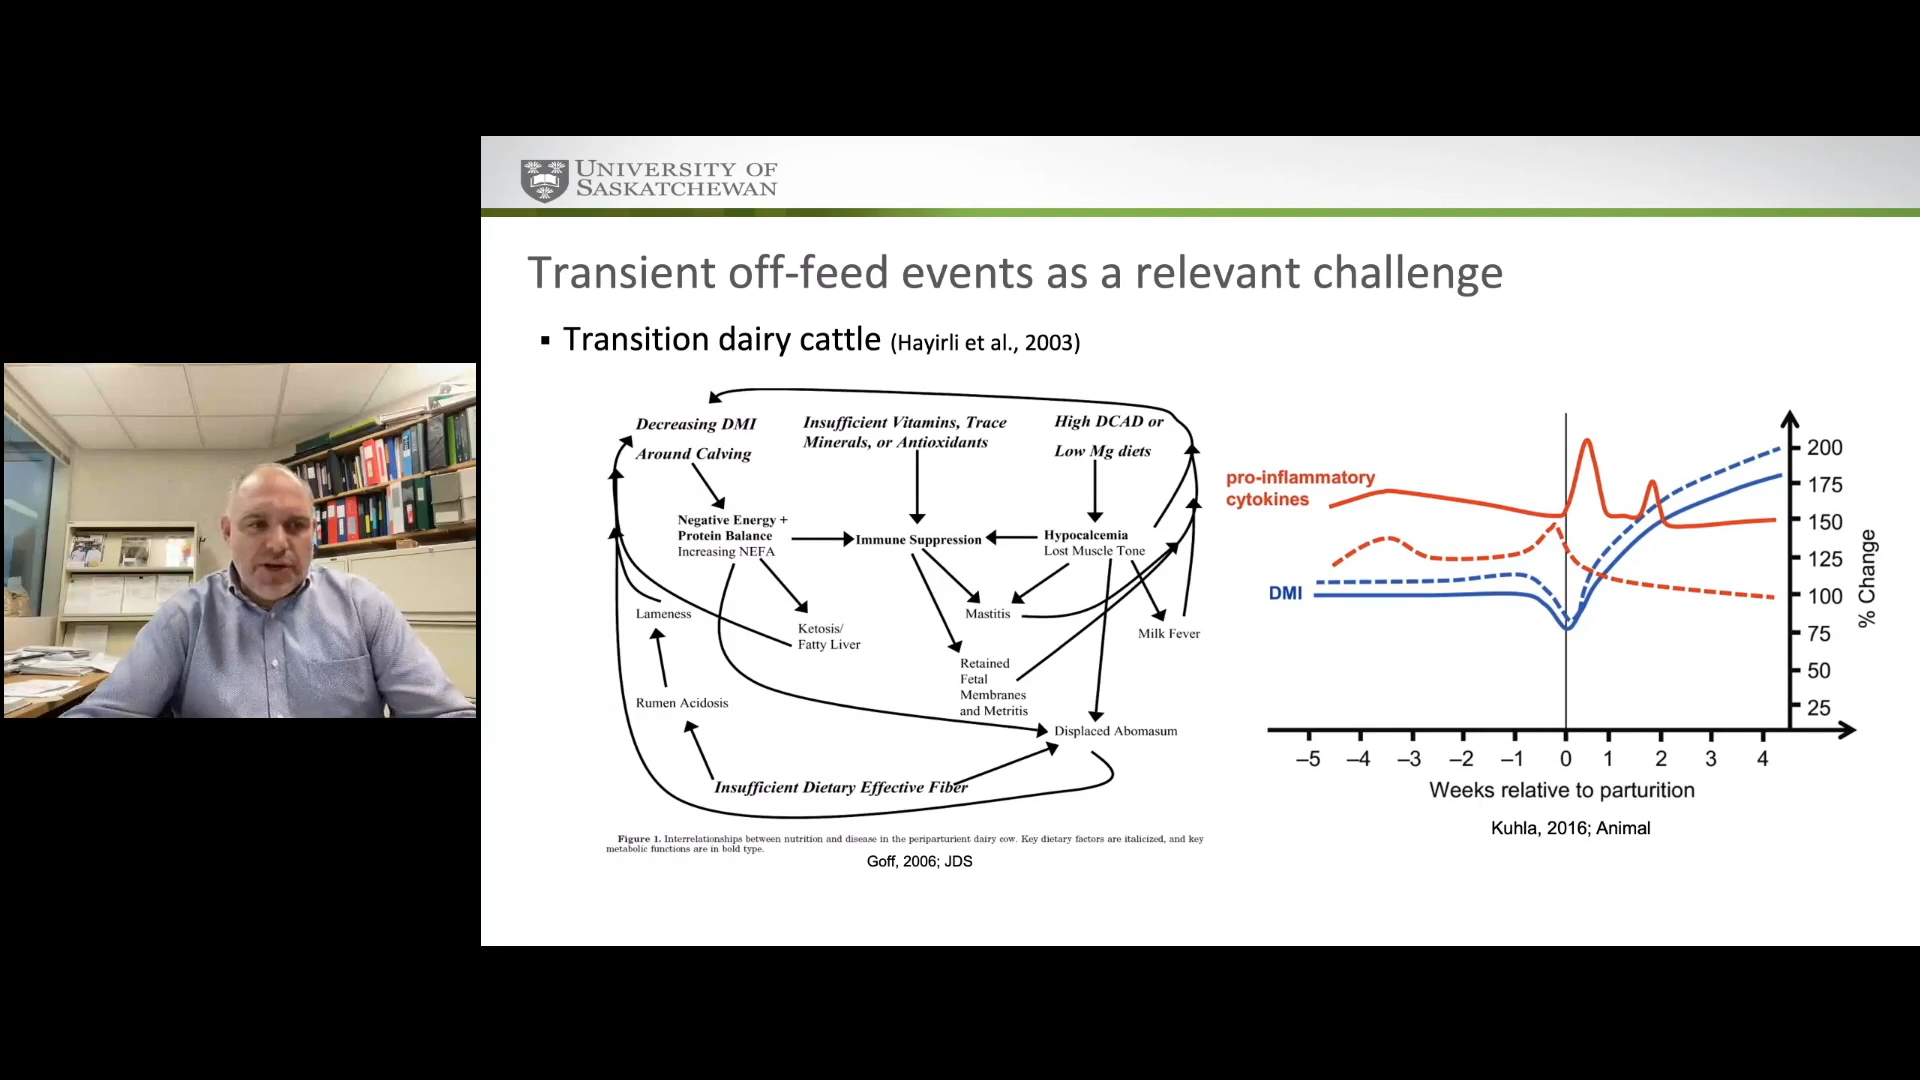 UNIVERSITY OF
SASKATCHEWAN
Transient off-feed events as a relevant challenge
▪ Transition dairy cattle (Hayirli et al., 2003)
Decreasing DMI
Around Calving
Insufficient Vitamins, Trace
Minerals, or Antioxidants
High DCAD or
Low Mg diets
Negative Energy +
Protein Balance
Increasing NEFA
Immune Suppression
Hypocalcemia
Lost Muscle Tone
Lameness
Ketosis/
Fatty Liver
Mastitis
Milk Fever
Retained
Fetal
Membranes
and Metritis
Rumen Acidosis
Displaced Abomasum
Insufficient Dietary Effective Fiber
Figure 1. Interrelationships between nutrition and disease in the periparturient dairy cow. Key dietary factors are italicized, and key
metabolic functions are in bold type.
Goff, 2006; JDS
pro-inflammatory
cytokines
DMI
200
175
150
125
100
75
50
25
% Change
–5 –4 –3 –2 –1 0 1 2 3 4
Weeks relative to parturition
Kuhla, 2016; Animal